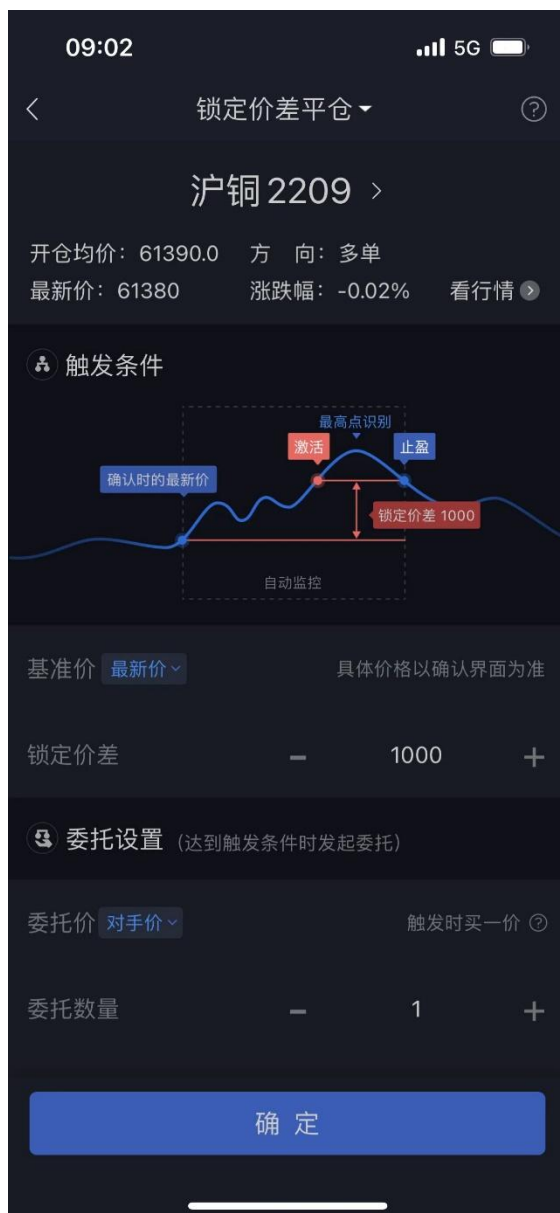 09:02 5G
锁定价差平仓
沪铜2209
开仓均价：61390.0 方 向：多单
最新价：61380 涨跌幅：-0.02% 看行情
触发条件
最高点识别
激活 止盈
确认时的最新价
锁定价差 1000
自动监控
基准价 最新价 具体价格以确认界面为准
锁定价差 − 1000 +
委托设置（达到触发条件时发起委托）
委托价 对手价 触发时买一价 ?
委托数量 − 1 +
确 定